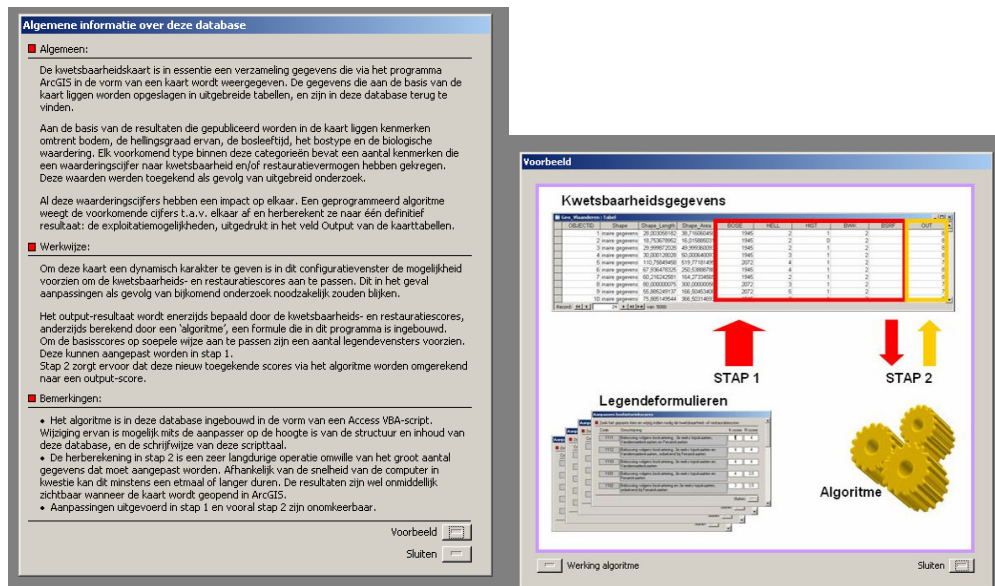 Algemene informatie over deze database
Algemeen:
De kwetsbaarheidskaart is in essentie een verzameling gegevens die via het programma
ArcGIS in de vorm van een kaart wordt weergegeven. De gegevens die aan de basis van de
kaart liggen worden opgeslagen in uitgebreide tabellen, en zijn in deze database terug te
vinden.
Aan de basis van de resultaten die gepubliceerd worden in de kaart liggen kenmerken
omtrent bodem, de hellingsgraad ervan, de bosleeftijd, het bostype en de biologische
waardering. Elk voorkomend type binnen deze categorieën bevat een aantal kenmerken die
een waarderingscijfer naar kwetsbaarheid en/of restauratievermogen hebben gekregen.
Deze waarden werden toegekend als gevolg van uitgebreid onderzoek.
Al deze waarderingscijfers hebben een impact op elkaar. Een geprogrammeerd algoritme
weegt de voorkomende cijfers t.a.v. elkaar af en herberekent ze naar één definitief
resultaat: de exploitatiemogelijkheden, uitgedrukt in het veld Output van de kaarttabellen.
Werkwijze:
Om deze kaart een dynamisch karakter te geven is in dit configuratievenster de mogelijkheid
voorzien om de kwetsbaarheids- en restauratiescores aan te passen. Dit in het geval
aanpassingen als gevolg van bijkomend onderzoek noodzakelijk zouden blijken.
Het output-resultaat wordt enerzijds bepaald door de kwetsbaarheids- en restauratiescores,
anderzijds berekend door een 'algoritme', een formule die in dit programma is ingebouwd.
Om de basisscores op soepele wijze aan te passen zijn een aantal legendevensters voorzien.
Deze kunnen aangepast worden in stap 1.
Stap 2 zorgt ervoor dat deze nieuw toegekende scores via het algoritme worden omgerekend
naar een output-score.
Bemerkingen:
• Het algoritme is in deze database ingebouwd in de vorm van een Access VBA-script.
Wijziging ervan is mogelijk mits de aanpasser op de hoogte is van de structuur en inhoud van
deze database, en de schrijfwijze van deze scripttaal.
• De herberekening in stap 2 is een zeer langdurige operatie omwille van het groot aantal
gegevens dat moet aangepast worden. Afhankelijk van de snelheid van de computer in
kwestie kan dit minstens een etmaal of langer duren. De resultaten zijn wel onmiddellijk
zichtbaar wanneer de kaart wordt geopend in ArcGIS.
• Aanpassingen uitgevoerd in stap 1 en vooral stap 2 zijn onomkeerbaar.
Voorbeeld
Sluiten
Voorbeeld
Kwetsbaarheidsgegevens
Geo_Vlaanderen : Tabel
OBJECTID Shape Shape_Lenght Shape_Area BOGE HELL HIST BWK BSRF OUT
STAP 1
STAP 2
Legendeformulieren
Algoritme
Werking algoritme
Sluiten